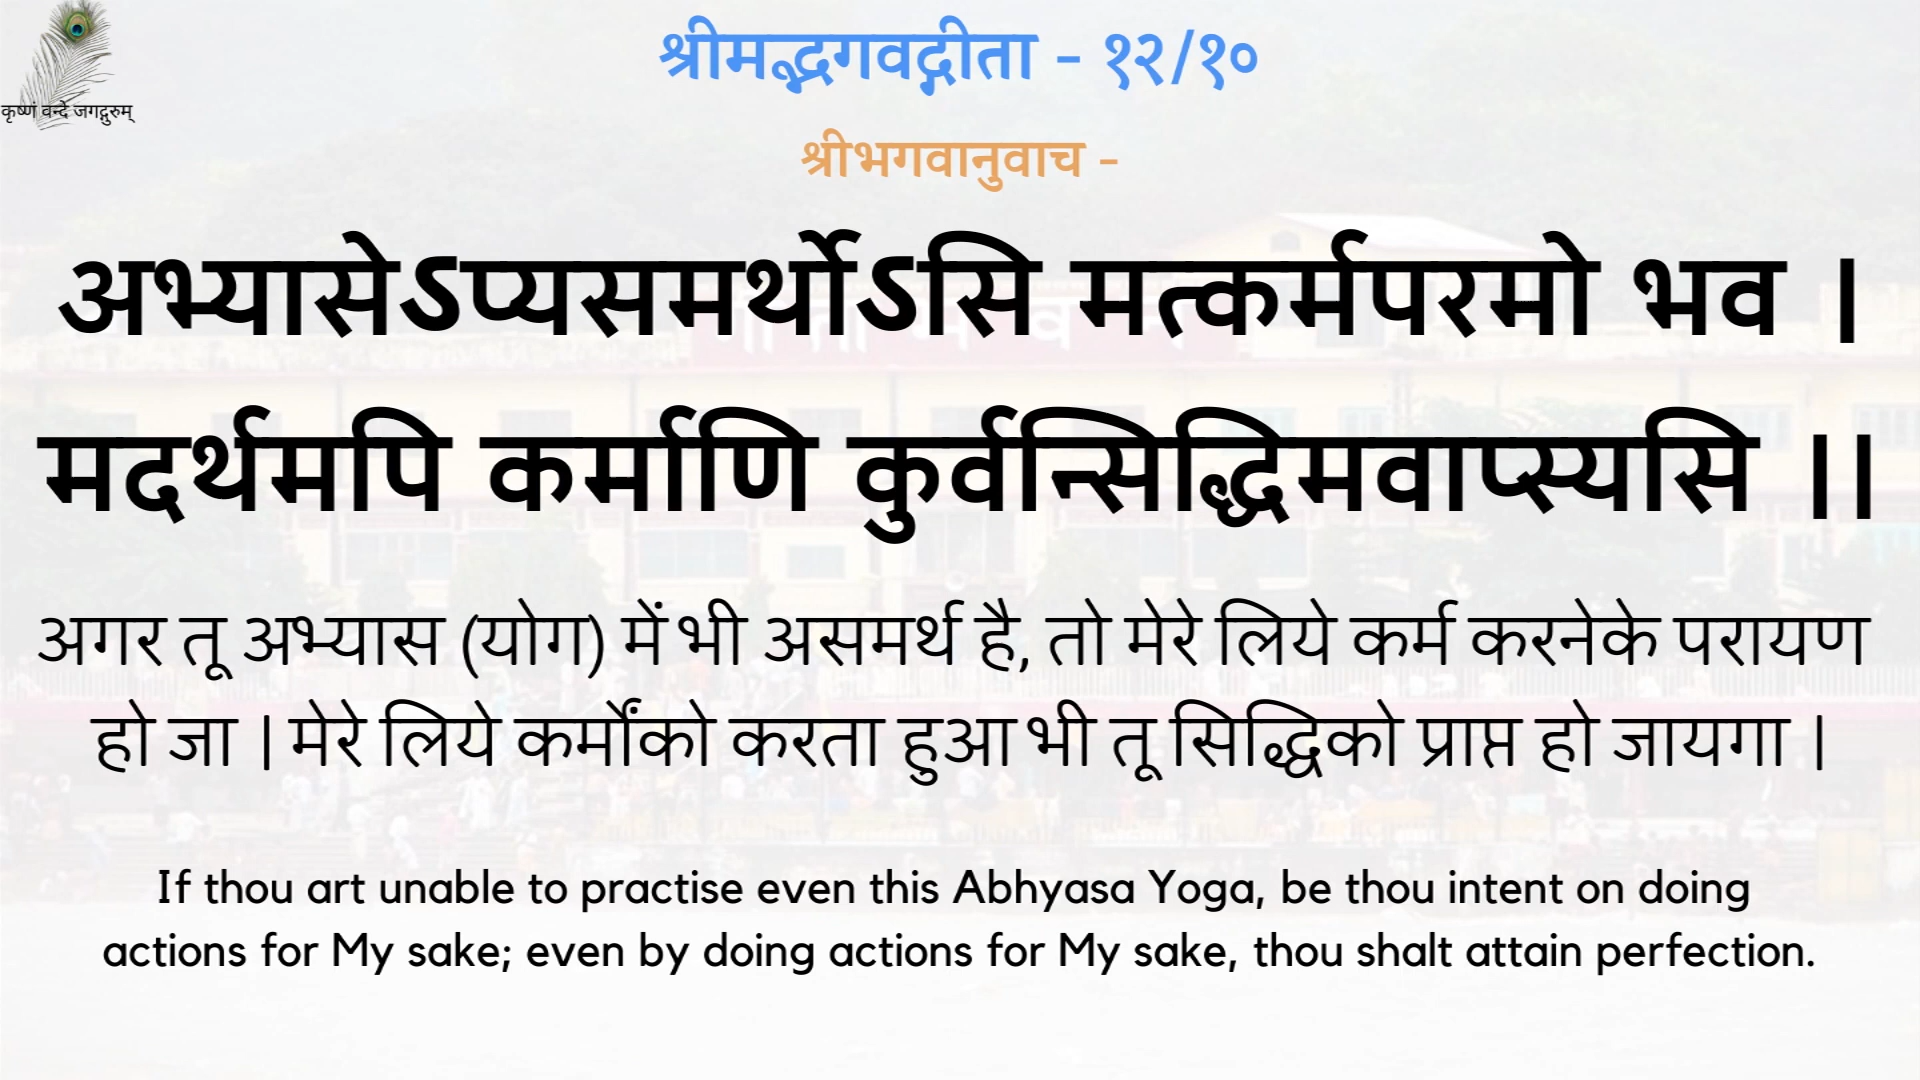 श्रीमद्भगवद्गीता - १२/१०
कृष्णं वन्दे जगद्गुरुम्
श्रीभगवानुवाच -
अभ्यासेऽप्यसमर्थोऽसि मत्कर्मपरमो भव |
मदर्थमपि कर्माणि कुर्वन्सिद्धिमवाप्स्यसि ||
अगर तू अभ्यास (योग) में भी असमर्थ है, तो मेरे लिये कर्म करनेके परायण
हो जा | मेरे लिये कर्मोंको करता हुआ भी तू सिद्धिको प्राप्त हो जायगा |
If thou art unable to practise even this Abhyasa Yoga, be thou intent on doing
actions for My sake; even by doing actions for My sake, thou shalt attain perfection.